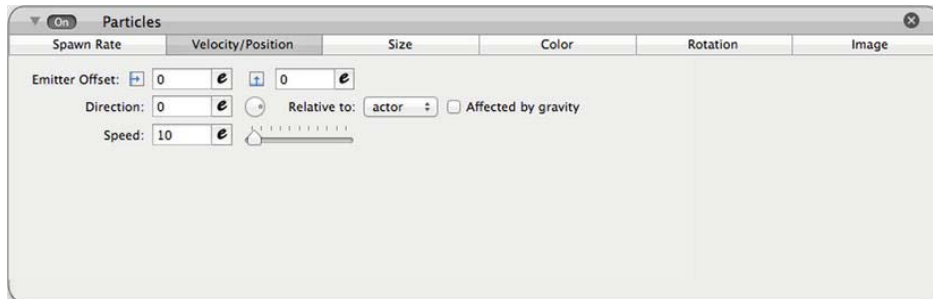 On Particles
Spawn Rate Velocity/Position Size Color Rotation Image
Emitter Offset: 0 e 0 e
Direction: 0 e Relative to: actor Affected by gravity
Speed: 10 e